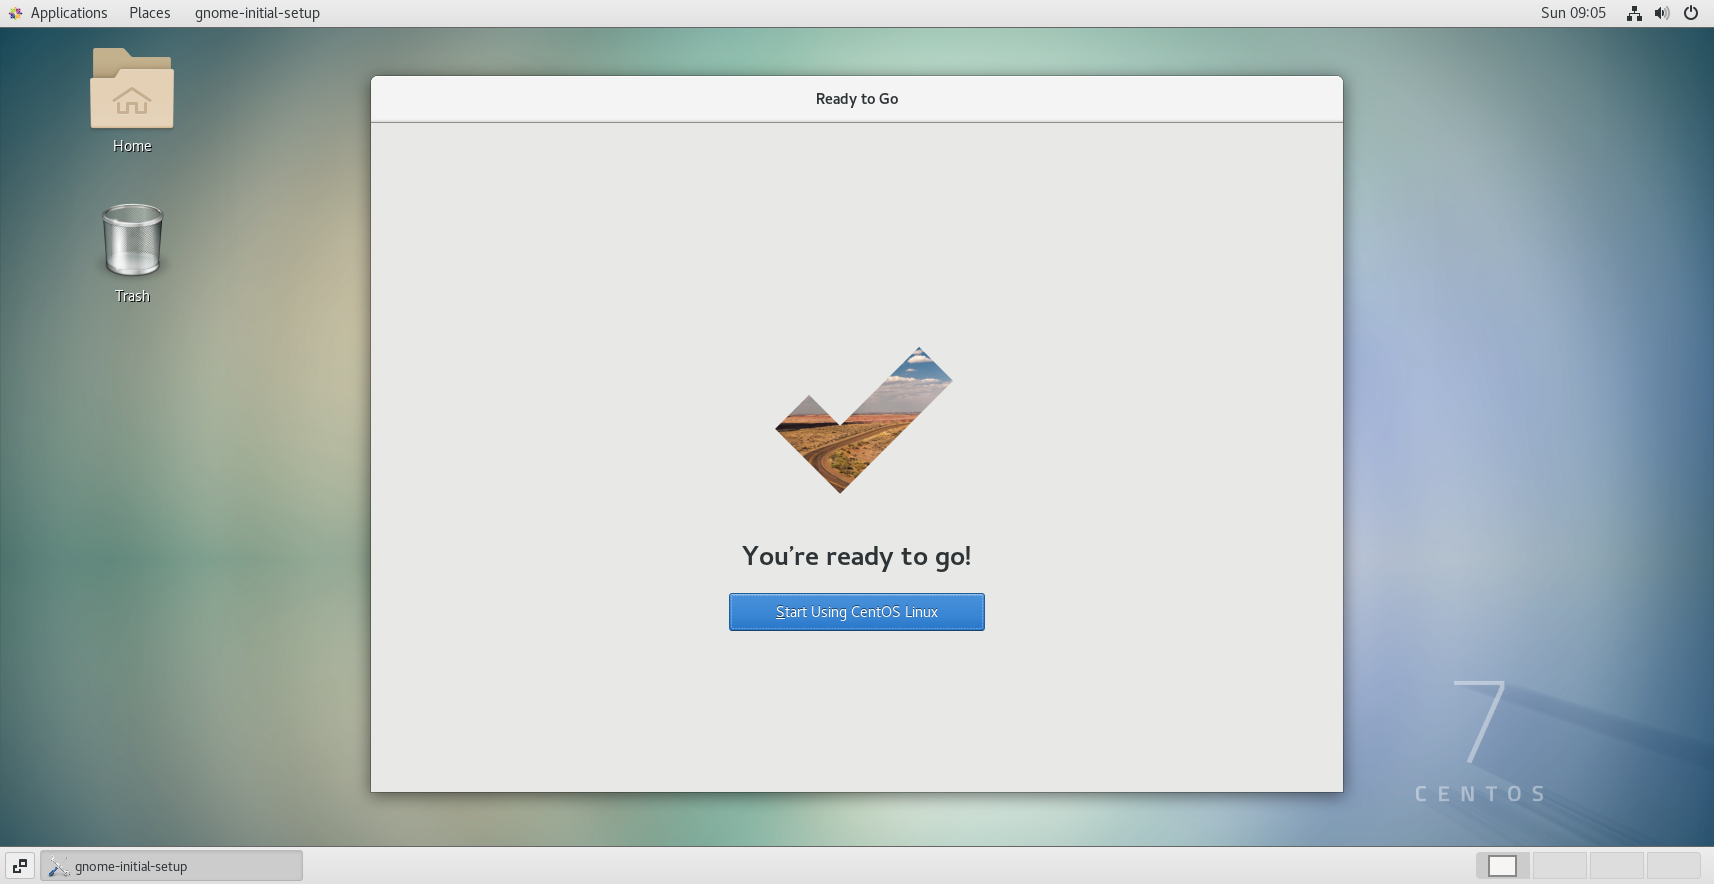 Applications Places gnome-initial-setup Sun 09:05
Home
Trash
Ready to Go
You're ready to go!
Start Using CentOS Linux
7
CENTOS
gnome-initial-setup